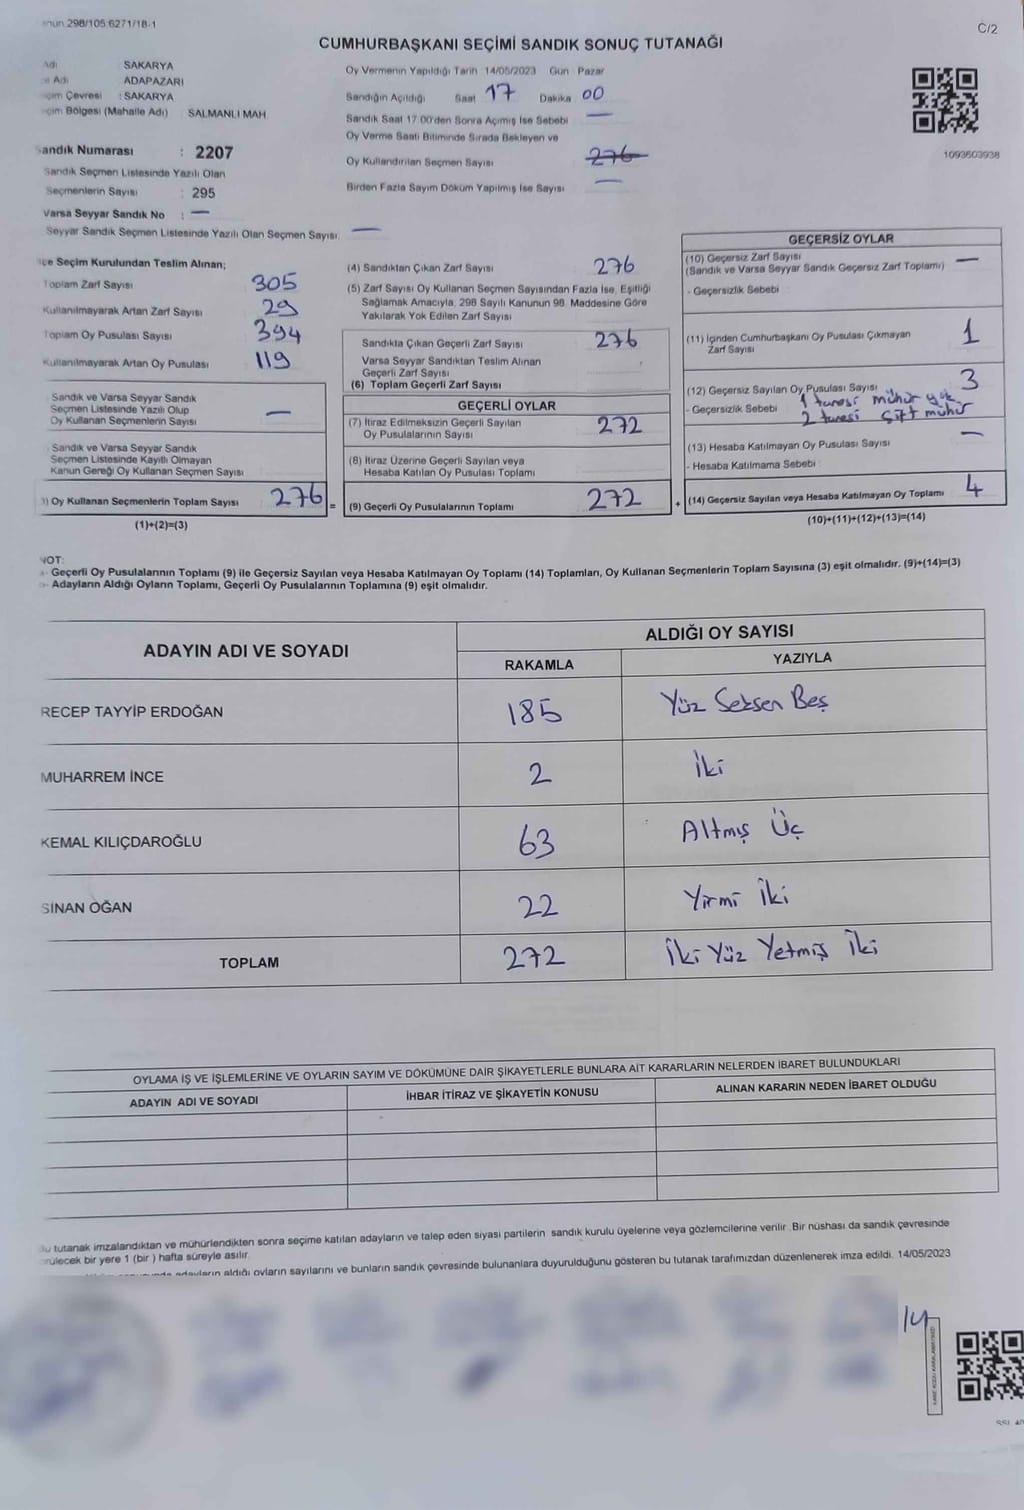 298/105.6271/18-1
C/2
CUMHURBAŞKANI SEÇİMİ SANDIK SONUÇ TUTANAĞI
Adı SAKARYA
Adı ADAPAZARI
Çevresi : SAKARYA
Bölgesi (Mahalle Adı) : SALMANLI MAH
Sandık Numarası : 2207
Sandık Seçmen Listesinde Yazılı Olan
Seçmenlerin Sayısı : 295
Varsa Seyyar Sandık No : —
Seyyar Sandık Seçmen Listesinde Yazılı Olan Seçmen Sayısı. —
Oy Vermenin Yapıldığı Tarih 14/05/2023 Gün Pazar
Sandığın Açıldığı Saat 17 Dakika 00
Sandık Saat 17.00'den Sonra Açımış İse Sebebi —
Oy Verme Saati Bitiminde Sırada Bekleyen ve
Oy Kullandırılan Seçmen Sayısı 276
Birden Fazla Sayım Döküm Yapılmış İse Sayısı —
1093603938
İlçe Seçim Kurulundan Teslim Alınan;
Toplam Zarf Sayısı 305
Kullanılmayarak Artan Zarf Sayısı 29
Toplam Oy Pusulası Sayısı 394
Kullanılmayarak Artan Oy Pusulası 119
Sandık ve Varsa Seyyar Sandık
Seçmen Listesinde Yazılı Olup
Oy Kullanan Seçmenlerin Sayısı —
Sandık ve Varsa Seyyar Sandık
Seçmen Listesinde Kayıtlı Olmayan
Kanun Gereği Oy Kullanan Seçmen Sayısı
) Oy Kullanan Seçmenlerin Toplam Sayısı 276 =
(1)+(2)=(3)
(4) Sandıktan Çıkan Zarf Sayısı 276
(5) Zarf Sayısı Oy Kullanan Seçmen Sayısından Fazla İse, Eşitliği
Sağlamak Amacıyla, 298 Sayılı Kanunun 98. Maddesine Göre
Yakılarak Yok Edilen Zarf Sayısı
Sandıkta Çıkan Geçerli Zarf Sayısı 276
Varsa Seyyar Sandıktan Teslim Alınan
Geçerli Zarf Sayısı
(6) Toplam Geçerli Zarf Sayısı
GEÇERLİ OYLAR
(7) İtiraz Edilmeksizin Geçerli Sayılan
Oy Pusulalarının Sayısı 272
(8) İtiraz Üzerine Geçerli Sayılan veya
Hesaba Katılan Oy Pusulası Toplamı
(9) Geçerli Oy Pusulalarının Toplamı 272 +
GEÇERSİZ OYLAR
(10) Geçersiz Zarf Sayısı —
(Sandık ve Varsa Seyyar Sandık Geçersiz Zarf Toplamı)
- Geçersizlik Sebebi
(11) İçinden Cumhurbaşkanı Oy Pusulası Çıkmayan
Zarf Sayısı 1
(12) Geçersiz Sayılan Oy Pusulası Sayısı 3
- Geçersizlik Sebebi 1 tanesi mühür yok
2 tanesi çift mühür
(13) Hesaba Katılmayan Oy Pusulası Sayısı —
- Hesaba Katılmama Sebebi :
(14) Geçersiz Sayılan veya Hesaba Katılmayan Oy Toplamı 4
(10)+(11)+(12)+(13)=(14)
NOT:
Geçerli Oy Pusulalarının Toplamı (9) ile Geçersiz Sayılan veya Hesaba Katılmayan Oy Toplamı (14) Toplamları, Oy Kullanan Seçmenlerin Toplam Sayısına (3) eşit olmalıdır. (9)+(14)=(3)
Adayların Aldığı Oyların Toplamı, Geçerli Oy Pusulalarının Toplamına (9) eşit olmalıdır.
ADAYIN ADI VE SOYADI
ALDIĞI OY SAYISI
RAKAMLA YAZIYLA
RECEP TAYYİP ERDOĞAN 185 Yüz Seksen Beş
MUHARREM İNCE 2 İki
KEMAL KILIÇDAROĞLU 63 Altmış Üç
SİNAN OĞAN 22 Yirmi İki
TOPLAM 272 İki Yüz Yetmiş İki
OYLAMA İŞ VE İŞLEMLERİNE VE OYLARIN SAYIM VE DÖKÜMÜNE DAİR ŞİKAYETLERLE BUNLARA AİT KARARLARIN NELERDEN İBARET BULUNDUKLARI
ADAYIN ADI VE SOYADI İHBAR İTİRAZ VE ŞİKAYETİN KONUSU ALINAN KARARIN NEDEN İBARET OLDUĞU
Bu tutanak imzalandıktan ve mühürlendikten sonra seçime katılan adayların ve talep eden siyasi partilerin sandık kurulu üyelerine veya gözlemcilerine verilir. Bir nüshası da sandık çevresinde
bir yere 1 (bir ) hafta süreyle asılır.
adayların aldığı oyların sayılarını ve bunların sandık çevresinde bulunanlara duyurulduğunu gösteren bu tutanak tarafımızdan düzenlenerek imza edildi. 14/05/2023
14